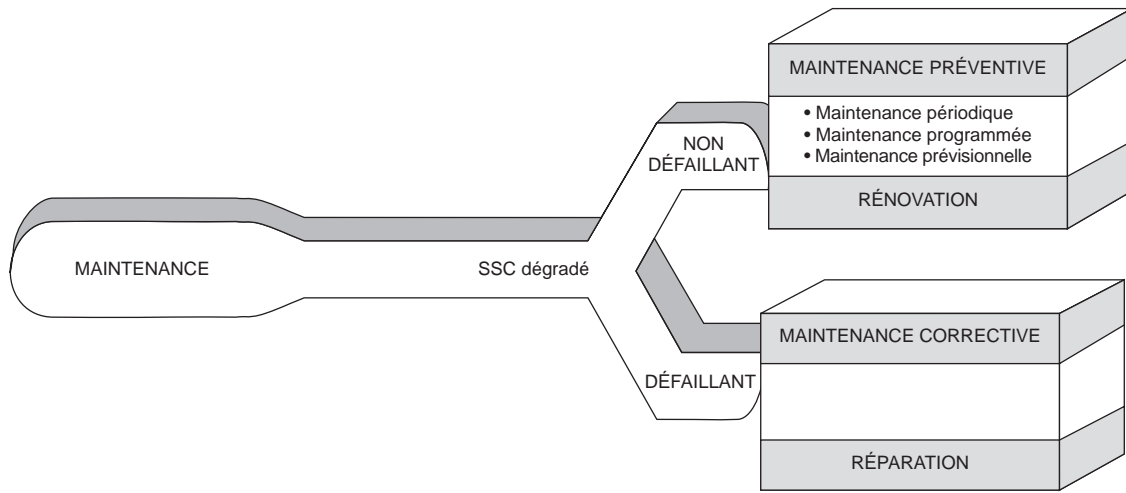 MAINTENANCE
SSC dégradé
NON
DÉFAILLANT
MAINTENANCE PRÉVENTIVE
• Maintenance périodique
• Maintenance programmée
• Maintenance prévisionnelle
RÉNOVATION
DÉFAILLANT
MAINTENANCE CORRECTIVE
RÉPARATION